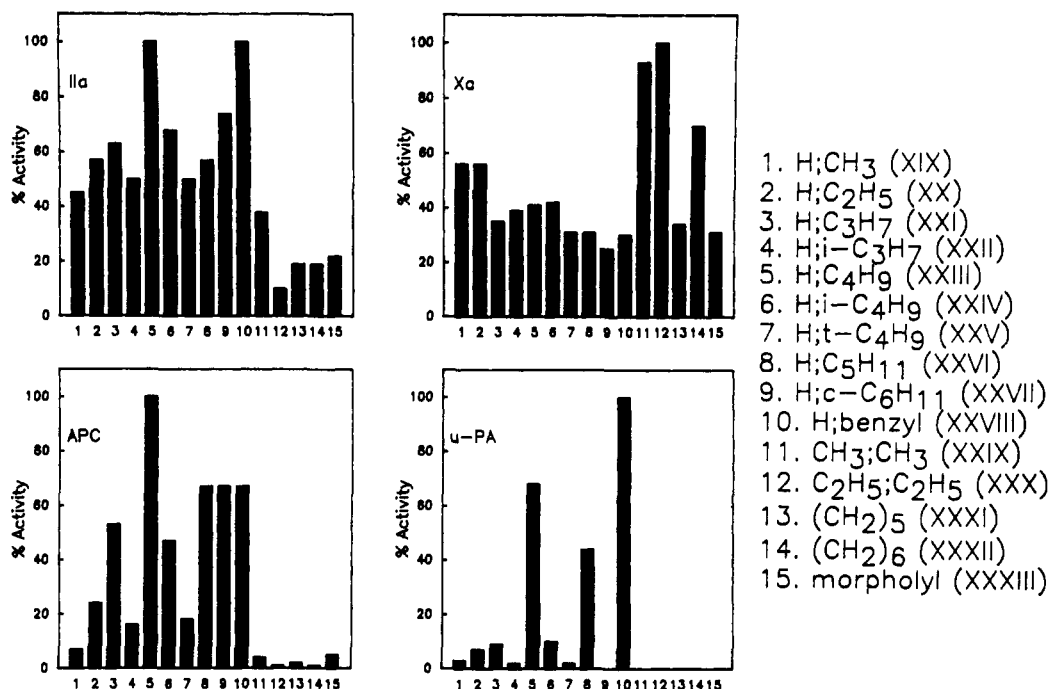 100
80
60
40
20
0
% Activity
IIa
1 2 3 4 5 6 7 8 9 10 11 12 13 14 15
100
80
60
40
20
0
% Activity
Xa
1 2 3 4 5 6 7 8 9 10 11 12 13 14 15
100
80
60
40
20
0
% Activity
APC
1 2 3 4 5 6 7 8 9 10 11 12 13 14 15
100
80
60
40
20
0
% Activity
u-PA
1 2 3 4 5 6 7 8 9 10 11 12 13 14 15
1. H;CH3 (XIX)
2. H;C2H5 (XX)
3. H;C3H7 (XXI)
4. H;i-C3H7 (XXII)
5. H;C4H9 (XXIII)
6. H;i-C4H9 (XXIV)
7. H;t-C4H9 (XXV)
8. H;C5H11 (XXVI)
9. H;c-C6H11 (XXVII)
10. H;benzyl (XXVIII)
11. CH3;CH3 (XXIX)
12. C2H5;C2H5 (XXX)
13. (CH2)5 (XXXI)
14. (CH2)6 (XXXII)
15. morpholyl (XXXIII)